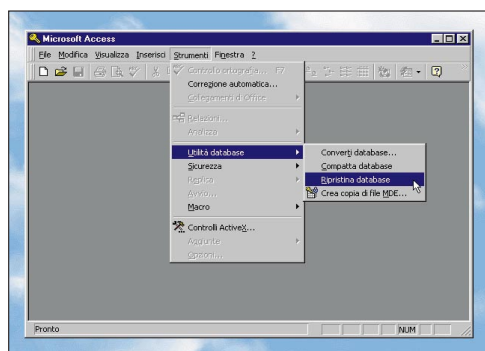 Microsoft Access
File Modifica Visualizza Inserisci Strumenti Finestra ?
Controllo ortografia... F7
Correzione automatica...
Collegamenti di Office
Relazioni...
Analizza
Utilità database
Sicurezza
Replica
Avvio...
Macro
Controlli ActiveX...
Aggiunte
Opzioni...
Converti database...
Compatta database
Ripristina database
Crea copia di file MDE...
Pronto
NUM